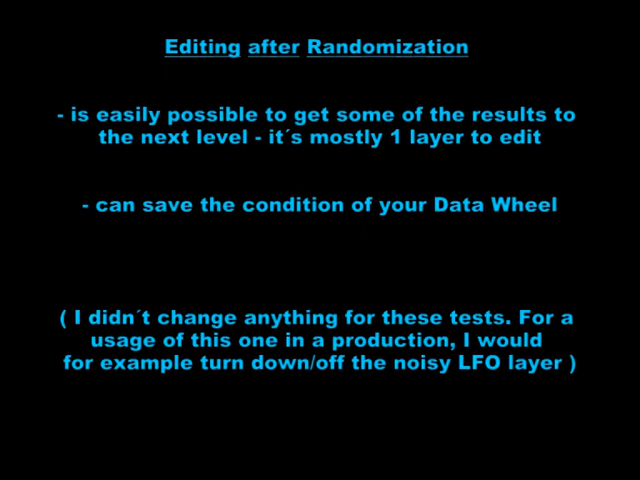 Editing after Randomization
- is easily possible to get some of the results to
the next level - it´s mostly 1 layer to edit
- can save the condition of your Data Wheel
( I didn´t change anything for these tests. For a
usage of this one in a production, I would
for example turn down/off the noisy LFO layer )